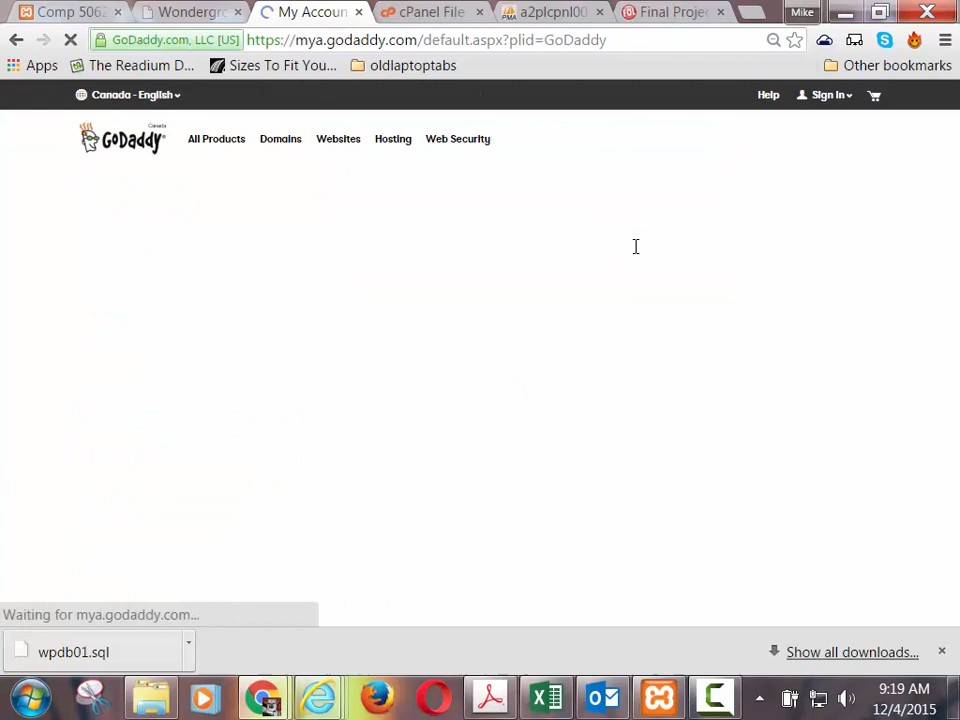 Comp 5062
Wondergr
My Accoun
cPanel File
a2plcpnl00
Final Proje
Mike
GoDaddy.com, LLC [US]
https://mya.godaddy.com/default.aspx?plid=GoDaddy
Apps
The Readium D...
Sizes To Fit You...
oldlaptoptabs
Other bookmarks
Canada - English
Help
Sign In
Canada
GoDaddy
All Products
Domains
Websites
Hosting
Web Security
Waiting for mya.godaddy.com...
wpdb01.sql
Show all downloads...
9:19 AM
12/4/2015